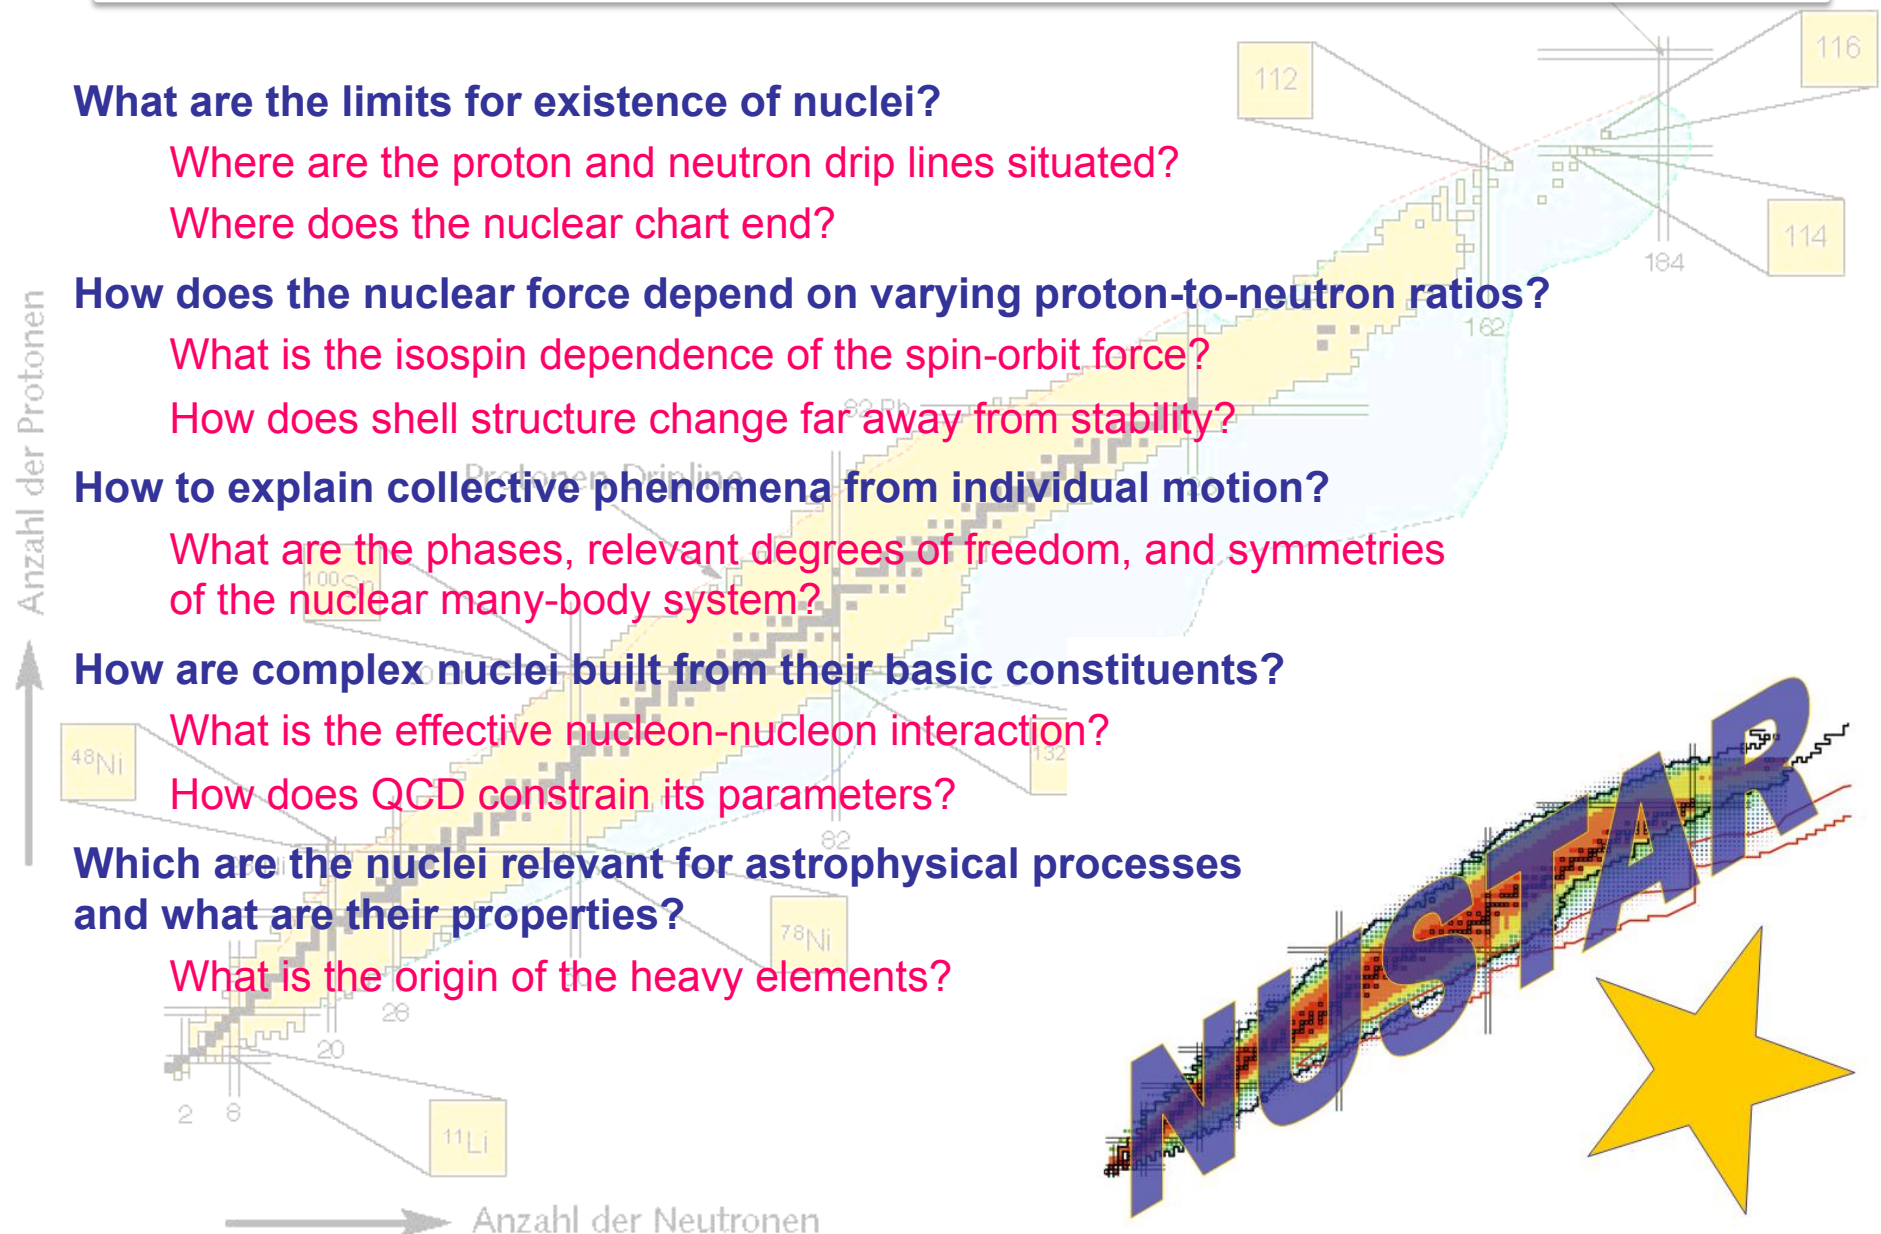 What are the limits for existence of nuclei?
Where are the proton and neutron drip lines situated?
Where does the nuclear chart end?
How does the nuclear force depend on varying proton-to-neutron ratios?
What is the isospin dependence of the spin-orbit force?
How does shell structure change far away from stability?
How to explain collective phenomena from individual motion?
What are the phases, relevant degrees of freedom, and symmetries
of the nuclear many-body system?
How are complex nuclei built from their basic constituents?
What is the effective nucleon-nucleon interaction?
How does QCD constrain its parameters?
Which are the nuclei relevant for astrophysical processes
and what are their properties?
What is the origin of the heavy elements?
112
116
114
184
162
82 Pb
Protonen Dripline
100Sn
48Ni
132
82
78Ni
28
20
2
8
11Li
Anzahl der Protonen
Anzahl der Neutronen
NUSTAR